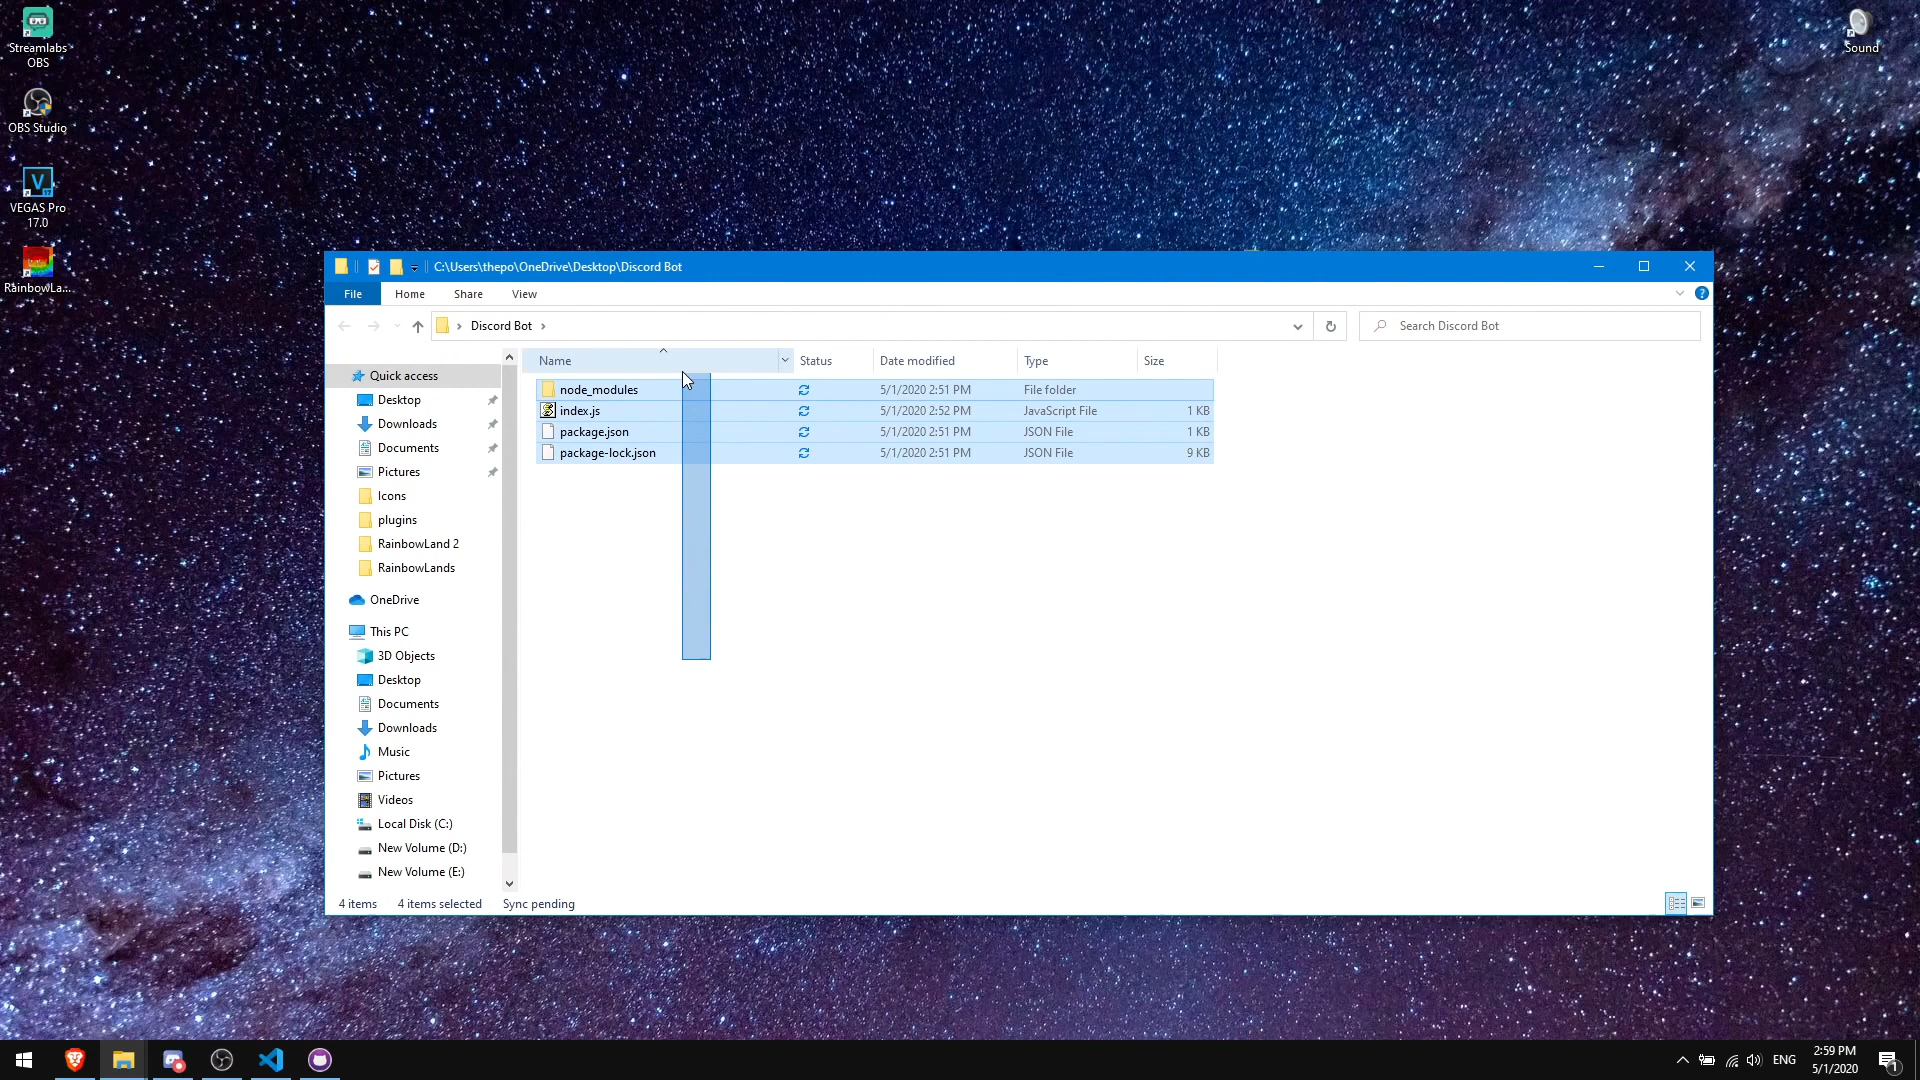 Streamlabs
OBS
OBS Studio
VEGAS Pro
17.0
RainbowLa...
Sound
C:\Users\thepo\OneDrive\Desktop\Discord Bot
File Home Share View
Discord Bot
Search Discord Bot
Name Status Date modified Type Size
node_modules 5/1/2020 2:51 PM File folder
index.js 5/1/2020 2:52 PM JavaScript File 1 KB
package.json 5/1/2020 2:51 PM JSON File 1 KB
package-lock.json 5/1/2020 2:51 PM JSON File 9 KB
Quick access
Desktop
Downloads
Documents
Pictures
Icons
plugins
RainbowLand 2
RainbowLands
OneDrive
This PC
3D Objects
Desktop
Documents
Downloads
Music
Pictures
Videos
Local Disk (C:)
New Volume (D:)
New Volume (E:)
4 items 4 items selected Sync pending
ENG
2:59 PM
5/1/2020
1